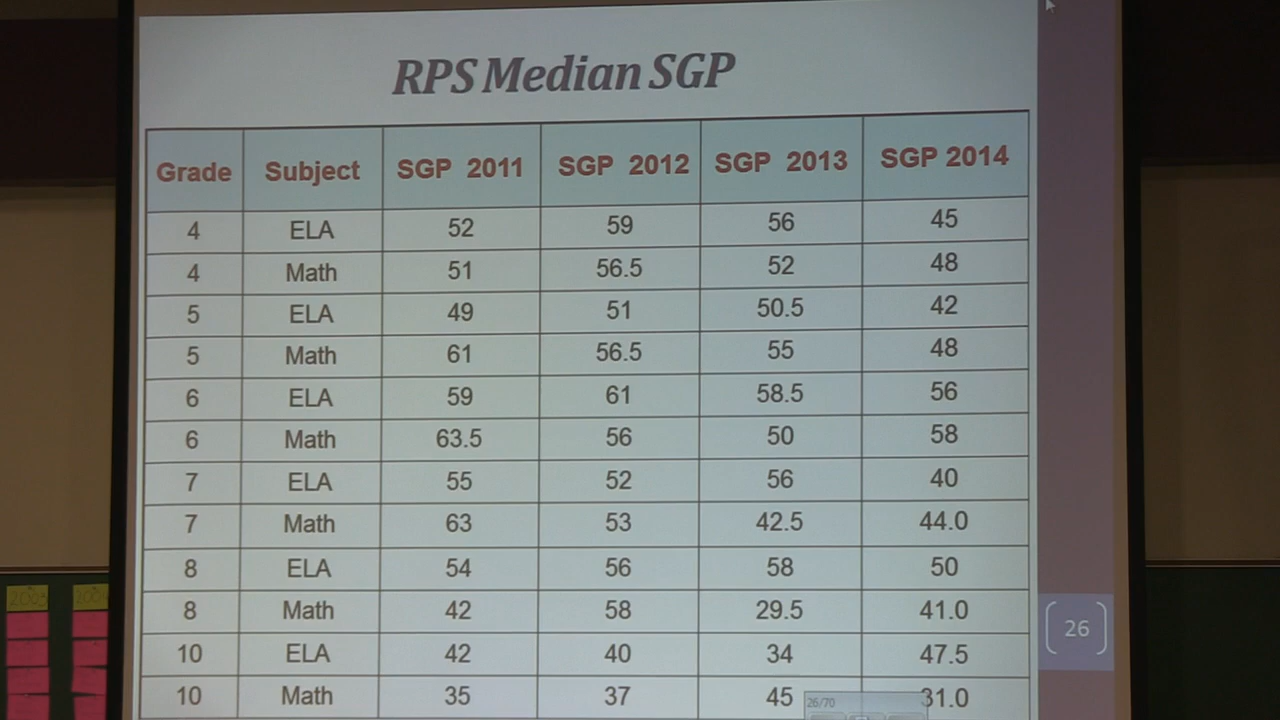 RPS Median SGP
Grade Subject SGP 2011 SGP 2012 SGP 2013 SGP 2014
4 ELA 52 59 56 45
4 Math 51 56.5 52 48
5 ELA 49 51 50.5 42
5 Math 61 56.5 55 48
6 ELA 59 61 58.5 56
6 Math 63.5 56 50 58
7 ELA 55 52 56 40
7 Math 63 53 42.5 44.0
8 ELA 54 56 58 50
8 Math 42 58 29.5 41.0
10 ELA 42 40 34 47.5
10 Math 35 37 45 31.0
26
26/70
2003